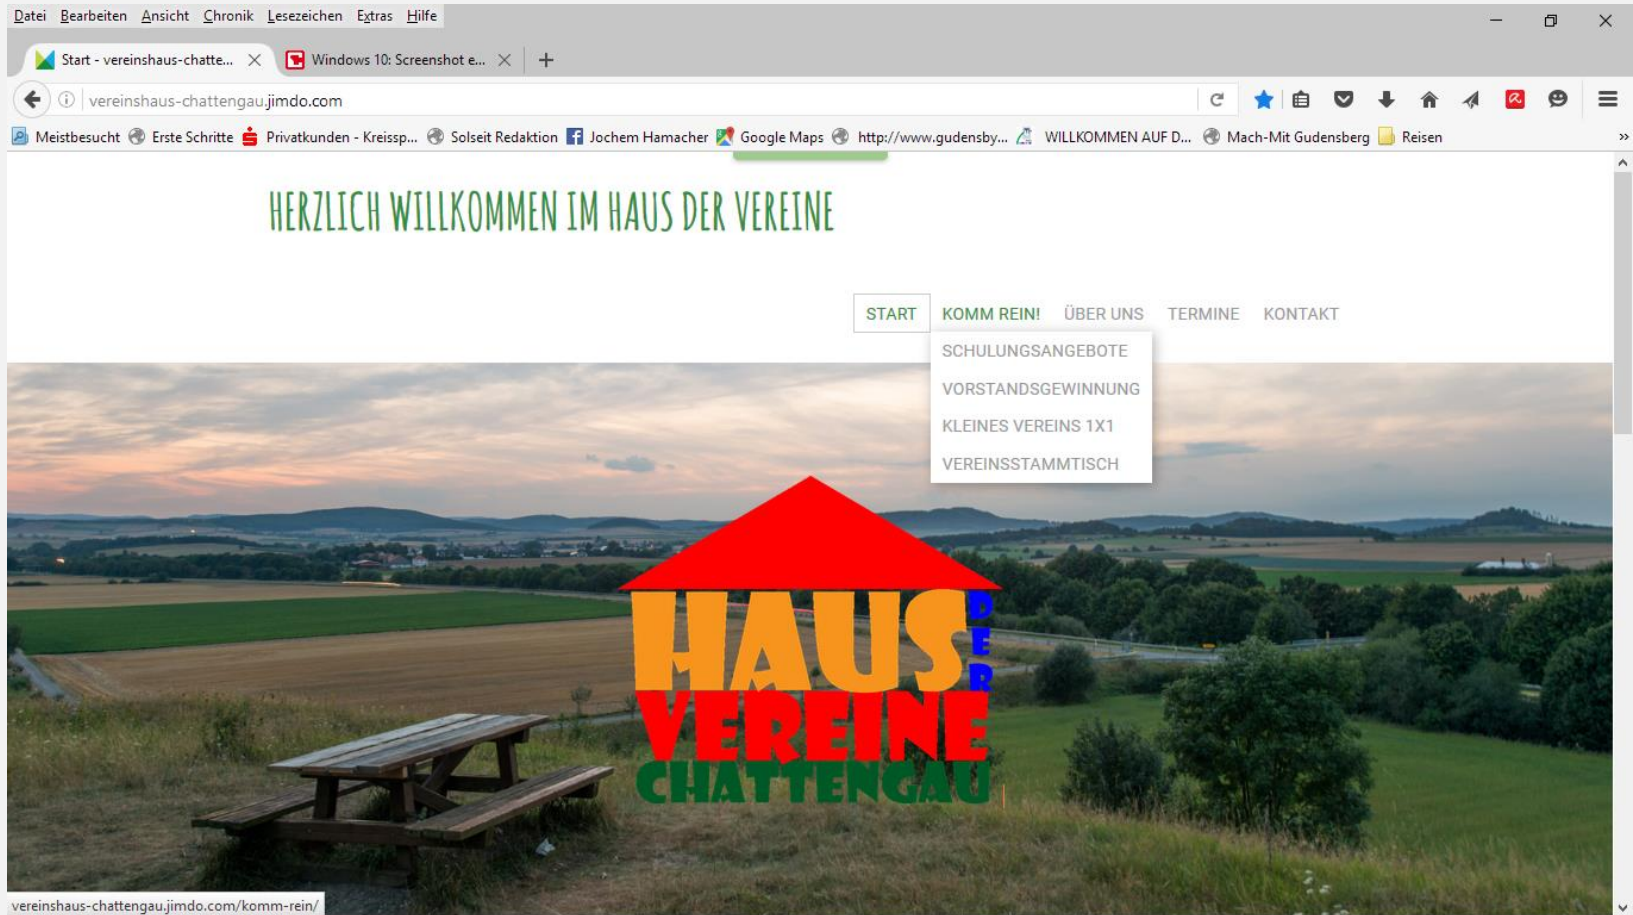 Datei Bearbeiten Ansicht Chronik Lesezeichen Extras Hilfe
Start - vereinshaus-chatte... Windows 10: Screenshot e...
vereinshaus-chattengau.jimdo.com
Meistbesucht Erste Schritte Privatkunden - Kreissp... Solseit Redaktion Jochem Hamacher Google Maps http://www.gudensby... WILLKOMMEN AUF D... Mach-Mit Gudensberg Reisen »
HERZLICH WILLKOMMEN IM HAUS DER VEREINE
START KOMM REIN! ÜBER UNS TERMINE KONTAKT
SCHULUNGSANGEBOTE
VORSTANDSGEWINNUNG
KLEINES VEREINS 1X1
VEREINSSTAMMTISCH
HAUS DER
VEREINE
CHATTENGAU
vereinshaus-chattengau.jimdo.com/komm-rein/